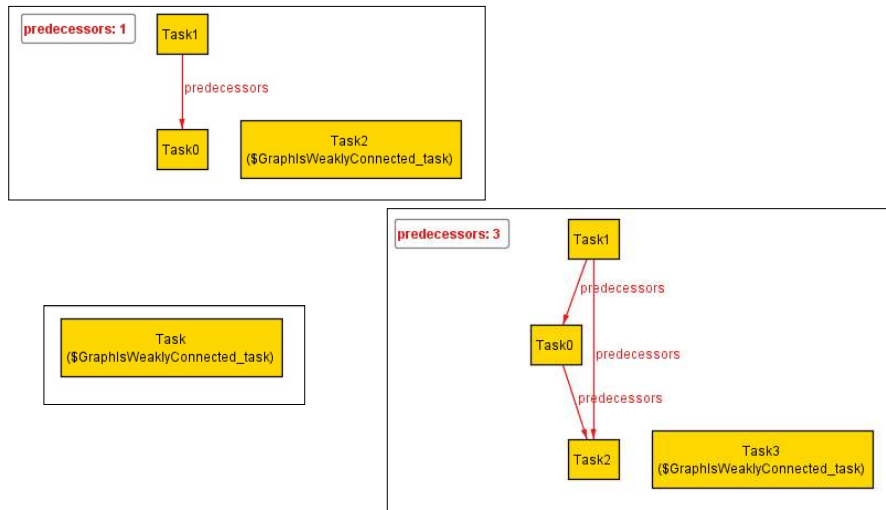 predecessors: 1
Task1
predecessors
Task0
Task2
($GraphIsWeaklyConnected_task)
predecessors: 3
Task1
predecessors
Task0
predecessors
predecessors
Task2
Task3
($GraphIsWeaklyConnected_task)
Task
($GraphIsWeaklyConnected_task)